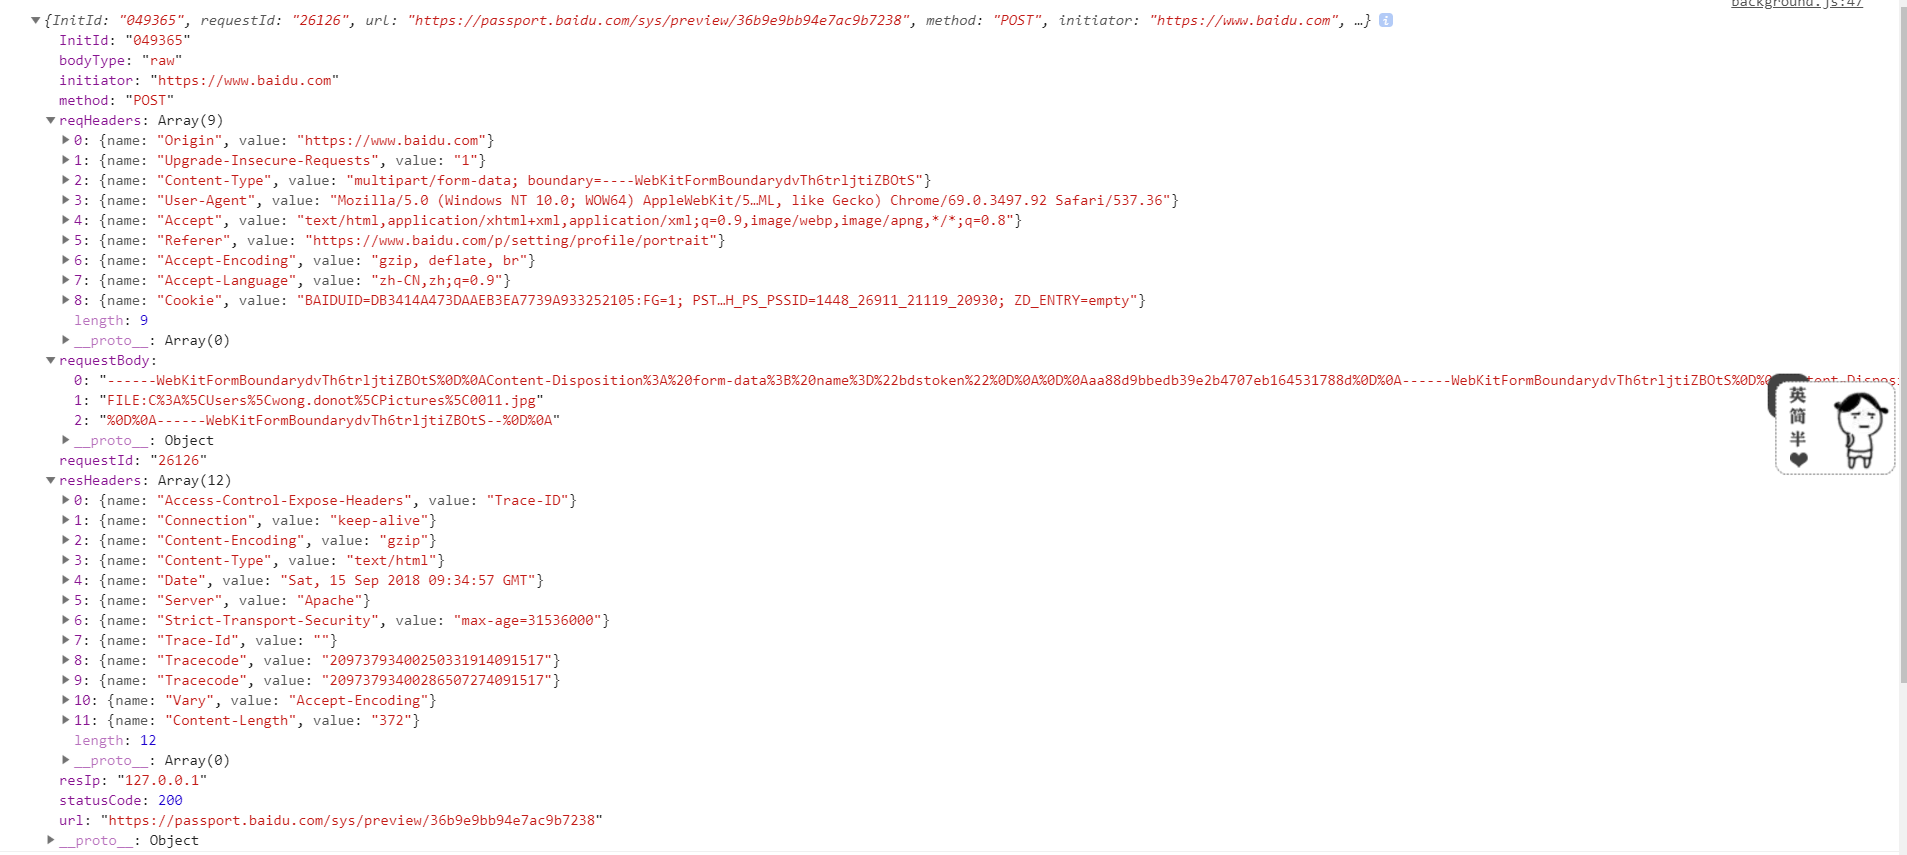 background.js:47
▼{InitId: "049365", requestId: "26126", url: "https://passport.baidu.com/sys/preview/36b9e9bb94e7ac9b7238", method: "POST", initiator: "https://www.baidu.com", …} i
InitId: "049365"
bodyType: "raw"
initiator: "https://www.baidu.com"
method: "POST"
▼reqHeaders: Array(9)
▶0: {name: "Origin", value: "https://www.baidu.com"}
▶1: {name: "Upgrade-Insecure-Requests", value: "1"}
▶2: {name: "Content-Type", value: "multipart/form-data; boundary=----WebKitFormBoundarydvTh6trljtiZBOtS"}
▶3: {name: "User-Agent", value: "Mozilla/5.0 (Windows NT 10.0; WOW64) AppleWebKit/5…ML, like Gecko) Chrome/69.0.3497.92 Safari/537.36"}
▶4: {name: "Accept", value: "text/html,application/xhtml+xml,application/xml;q=0.9,image/webp,image/apng,*/*;q=0.8"}
▶5: {name: "Referer", value: "https://www.baidu.com/p/setting/profile/portrait"}
▶6: {name: "Accept-Encoding", value: "gzip, deflate, br"}
▶7: {name: "Accept-Language", value: "zh-CN,zh;q=0.9"}
▶8: {name: "Cookie", value: "BAIDUID=DB3414A473DAAEB3EA7739A933252105:FG=1; PST…H_PS_PSSID=1448_26911_21119_20930; ZD_ENTRY=empty"}
length: 9
▶__proto__: Array(0)
▼requestBody:
0: "------WebKitFormBoundarydvTh6trljtiZBOtS%0D%0AContent-Disposition%3A%20form-data%3B%20name%3D%22bdstoken%22%0D%0A%0D%0Aaa88d9bbedb39e2b4707eb164531788d%0D%0A------WebKitFormBoundarydvTh6trljtiZBOtS%0D%
1: "FILE:C%3A%5CUsers%5Cwong.donot%5CPictures%5C0011.jpg"
2: "%0D%0A------WebKitFormBoundarydvTh6trljtiZBOtS--%0D%0A"
▶__proto__: Object
requestId: "26126"
▼resHeaders: Array(12)
▶0: {name: "Access-Control-Expose-Headers", value: "Trace-ID"}
▶1: {name: "Connection", value: "keep-alive"}
▶2: {name: "Content-Encoding", value: "gzip"}
▶3: {name: "Content-Type", value: "text/html"}
▶4: {name: "Date", value: "Sat, 15 Sep 2018 09:34:57 GMT"}
▶5: {name: "Server", value: "Apache"}
▶6: {name: "Strict-Transport-Security", value: "max-age=31536000"}
▶7: {name: "Trace-Id", value: ""}
▶8: {name: "Tracecode", value: "20973793400250331914091517"}
▶9: {name: "Tracecode", value: "20973793400286507274091517"}
▶10: {name: "Vary", value: "Accept-Encoding"}
▶11: {name: "Content-Length", value: "372"}
length: 12
▶__proto__: Array(0)
resIp: "127.0.0.1"
statusCode: 200
url: "https://passport.baidu.com/sys/preview/36b9e9bb94e7ac9b7238"
▶__proto__: Object
英
简
半